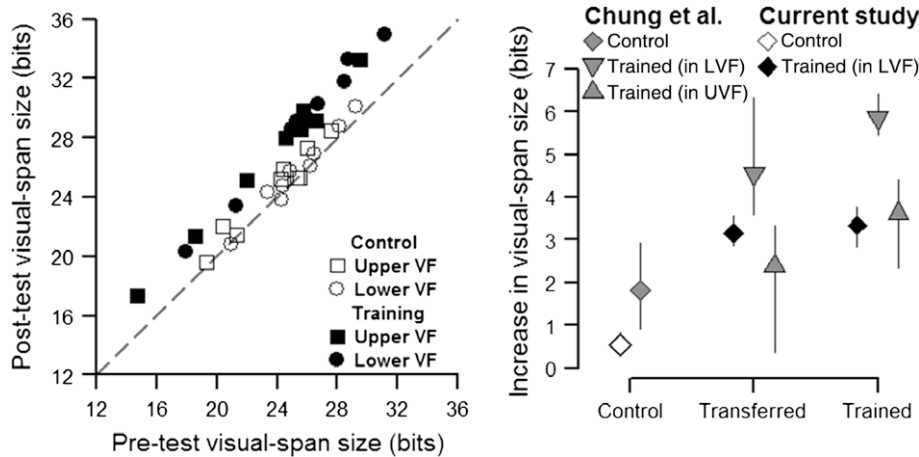 Post-test visual-span size (bits)
36
32
28
24
20
16
12
12 16 20 24 28 32 36
Pre-test visual-span size (bits)
Control
Upper VF
Lower VF
Training
Upper VF
Lower VF
Chung et al.
Control
Trained (in LVF)
Trained (in UVF)
Current study
Control
Trained (in LVF)
Increase in visual-span size (bits)
7
6
5
4
3
2
1
0
Control Transferred Trained